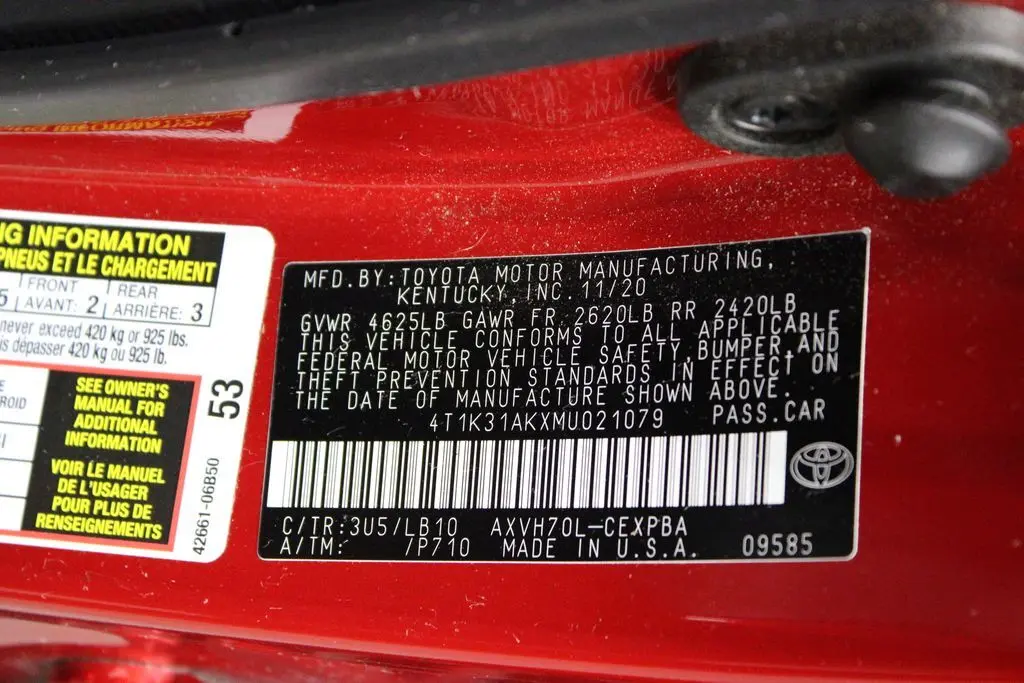 NG INFORMATION
PNEUS ET LE CHARGEMENT
5 FRONT REAR
AVANT: 2 ARRIÈRE: 3
never exceed 420 kg or 925 lbs.
s dépasser 420 kg ou 925 lb.
SEE OWNER'S
MANUAL FOR
ADDITIONAL
INFORMATION
VOIR LE MANUEL
DE L'USAGER
POUR PLUS DE
RENSEIGNEMENTS
53
42661-06B50
MFD. BY: TOYOTA MOTOR MANUFACTURING,
KENTUCKY, INC. 11/20
GVWR 4625LB GAWR FR 2620LB RR 2420LB
THIS VEHICLE CONFORMS TO ALL APPLICABLE
FEDERAL MOTOR VEHICLE SAFETY, BUMPER, AND
THEFT PREVENTION STANDARDS IN EFFECT ON
THE DATE OF MANUFACTURE SHOWN ABOVE.
4T1K31AKXMU021079 PASS.CAR
C/TR: 3U5/LB10 AXVH70L-CEXPBA
A/TM: /P710 MADE IN U.S.A. 09585